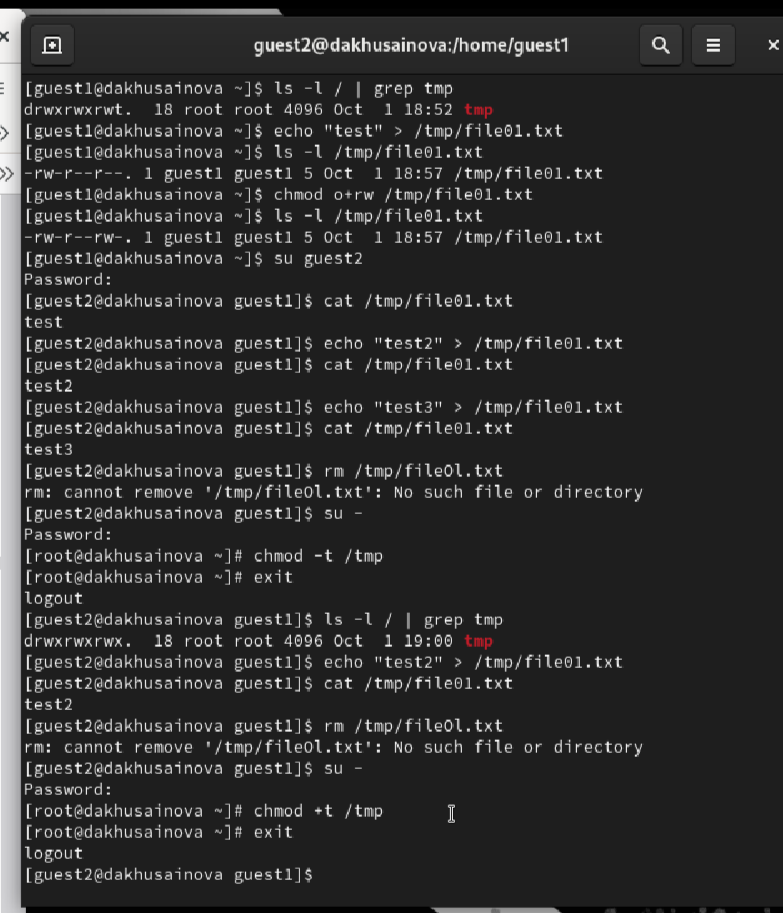 guest2@dakhusainova:/home/guest1
[guest1@dakhusainova ~]$ ls -l / | grep tmp
drwxrwxrwt.  18 root root 4096 Oct  1 18:52 tmp
[guest1@dakhusainova ~]$ echo "test" > /tmp/file01.txt
[guest1@dakhusainova ~]$ ls -l /tmp/file01.txt
-rw-r--r--. 1 guest1 guest1 5 Oct  1 18:57 /tmp/file01.txt
[guest1@dakhusainova ~]$ chmod o+rw /tmp/file01.txt
[guest1@dakhusainova ~]$ ls -l /tmp/file01.txt
-rw-r--rw-. 1 guest1 guest1 5 Oct  1 18:57 /tmp/file01.txt
[guest1@dakhusainova ~]$ su guest2
Password:
[guest2@dakhusainova guest1]$ cat /tmp/file01.txt
test
[guest2@dakhusainova guest1]$ echo "test2" > /tmp/file01.txt
[guest2@dakhusainova guest1]$ cat /tmp/file01.txt
test2
[guest2@dakhusainova guest1]$ echo "test3" > /tmp/file01.txt
[guest2@dakhusainova guest1]$ cat /tmp/file01.txt
test3
[guest2@dakhusainova guest1]$ rm /tmp/fileOl.txt
rm: cannot remove '/tmp/fileOl.txt': No such file or directory
[guest2@dakhusainova guest1]$ su -
Password:
[root@dakhusainova ~]# chmod -t /tmp
[root@dakhusainova ~]# exit
logout
[guest2@dakhusainova guest1]$ ls -l / | grep tmp
drwxrwxrwx.  18 root root 4096 Oct  1 19:00 tmp
[guest2@dakhusainova guest1]$ echo "test2" > /tmp/file01.txt
[guest2@dakhusainova guest1]$ cat /tmp/file01.txt
test2
[guest2@dakhusainova guest1]$ rm /tmp/fileOl.txt
rm: cannot remove '/tmp/fileOl.txt': No such file or directory
[guest2@dakhusainova guest1]$ su -
Password:
[root@dakhusainova ~]# chmod +t /tmp
[root@dakhusainova ~]# exit
logout
[guest2@dakhusainova guest1]$